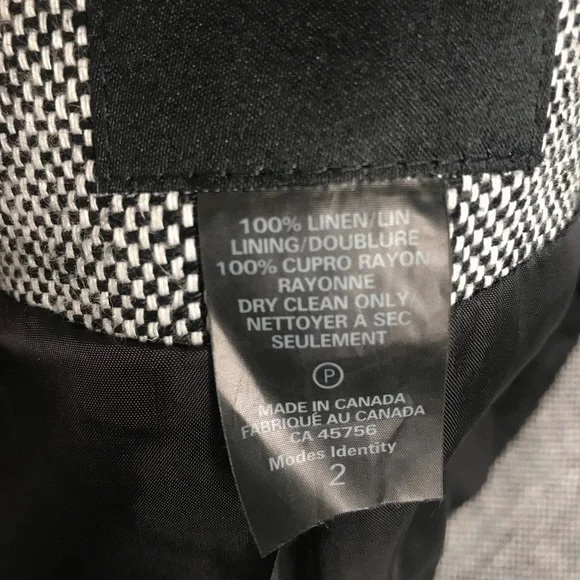 100% LINEN/LIN
LINING/DOUBLURE
100% CUPRO RAYON
RAYONNE
DRY CLEAN ONLY/
NETTOYER À SEC
SEULEMENT
P
MADE IN CANADA
FABRIQUÉ AU CANADA
CA 45756
Modes Identity
2